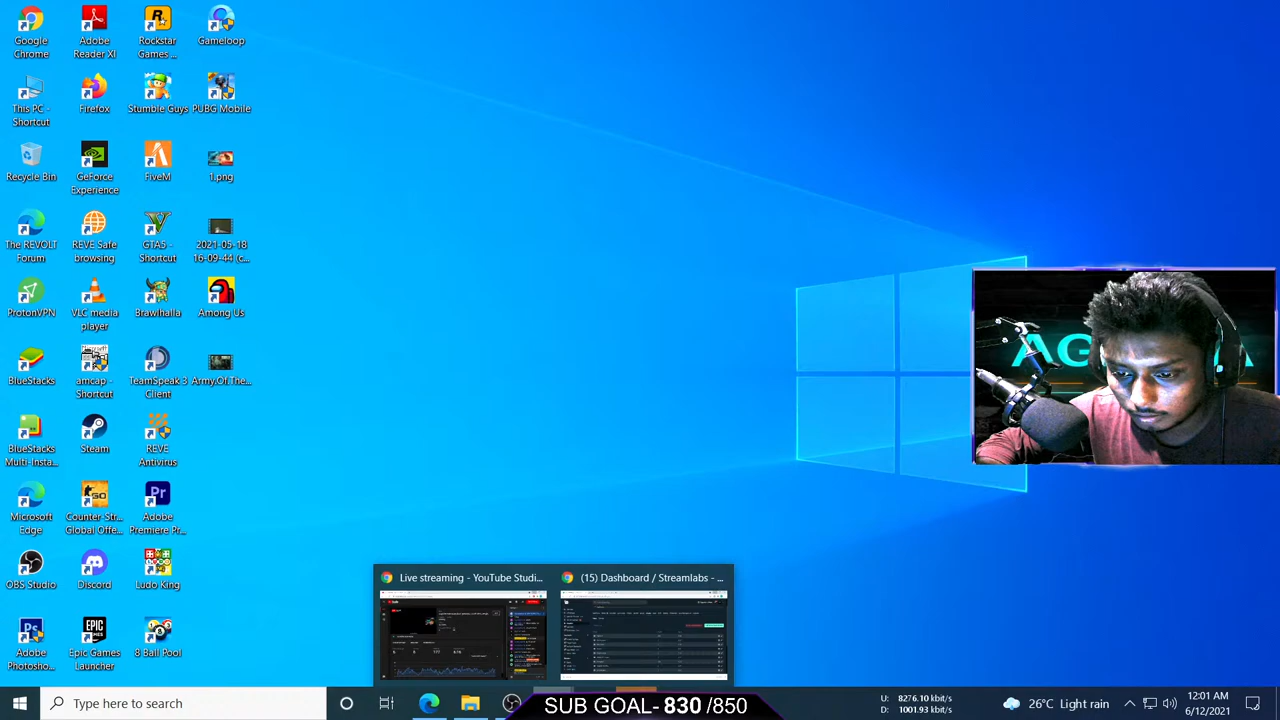 Google
Chrome
Adobe
Reader XI
Rockstar
Games ...
Gameloop
This PC -
Shortcut
Firefox
Stumble Guys
PUBG Mobile
Recycle Bin
GeForce
Experience
FiveM
1.png
The REVOLT
Forum
REVE Safe
browsing
GTA5 -
Shortcut
2021-05-18
16-09-44 (c...
ProtonVPN
VLC media
player
Brawlhalla
Among Us
BlueStacks
amcap -
Shortcut
TeamSpeak 3
Client
Army.Of.The...
BlueStacks
Multi-Insta...
Steam
REVE
Antivirus
Microsoft
Edge
Counter-Str...
Global Offe...
Adobe
Premiere Pr...
OBS Studio
Discord
Ludo King
Adobe
Photosho...
Epic Games
Launcher
8 Ball Pool
Live streaming - YouTube Studi...
(15) Dashboard / Streamlabs - ...
Type here to search
SUB GOAL- 830 /850
U: 8276.10 kbit/s
D: 1001.93 kbit/s
26°C Light rain
12:01 AM
6/12/2021